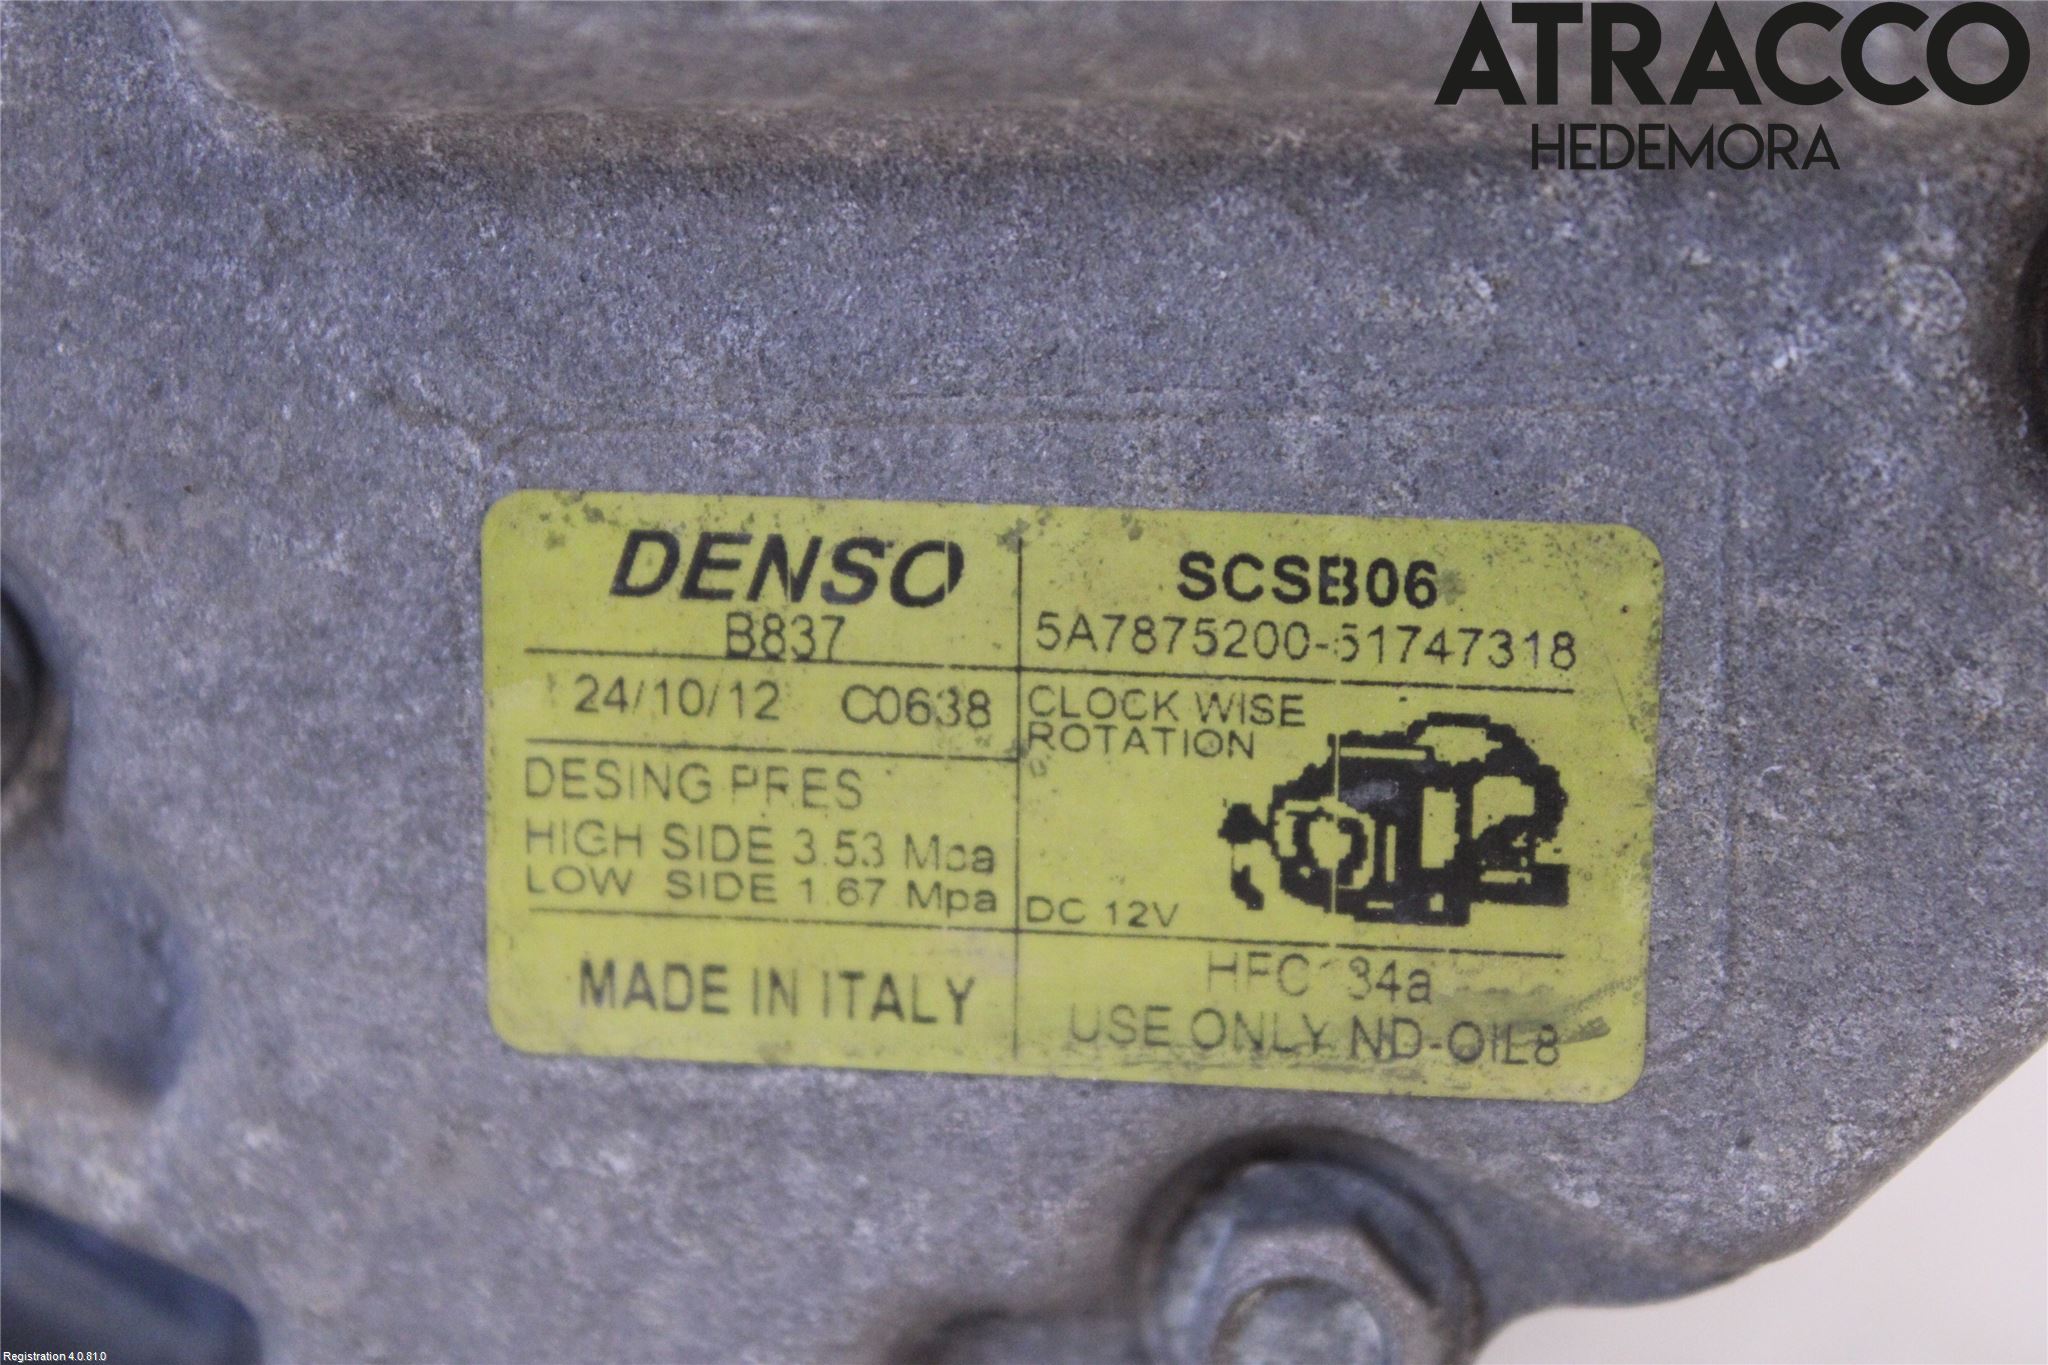 ATRACCO
HEDEMORA
DENSO
B837
SCSB06
5A7875200-51747318
24/10/12 C0638
CLOCK WISE
ROTATION
DESING PRES
HIGH SIDE 3.53 Mpa
LOW SIDE 1.67 Mpa
DC 12V
MADE IN ITALY
HFC134a
USE ONLY ND-OIL8
Registration 4.0.81.0